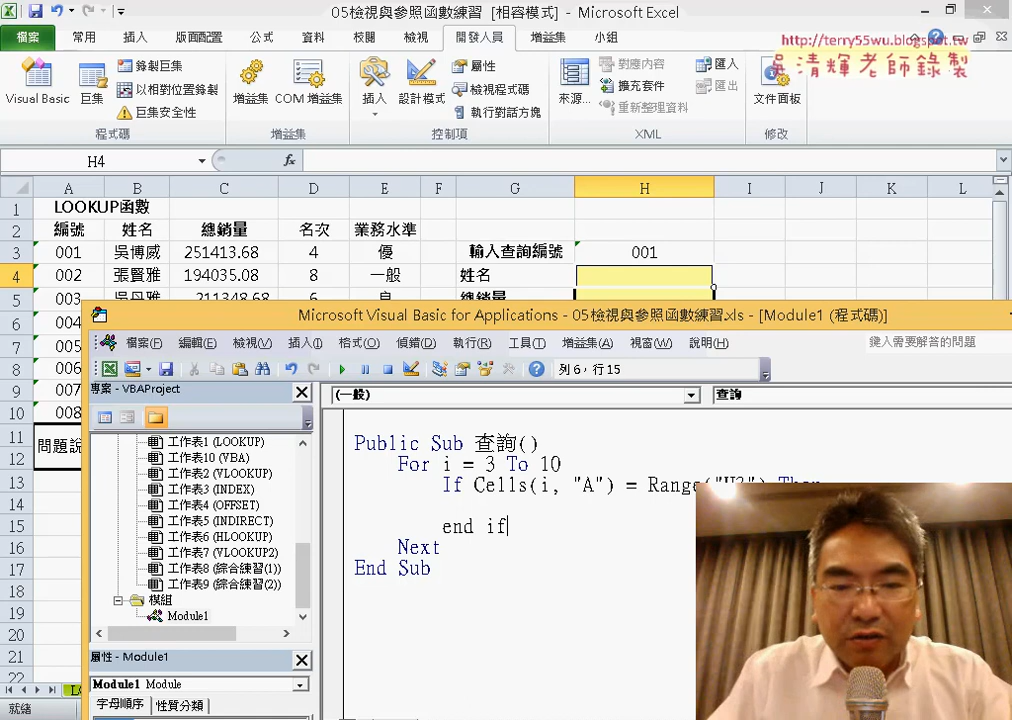 05檢視與參照函數練習 [相容模式] - Microsoft Excel
檔案 常用 插入 版面配置 公式 資料 校閱 檢視 開發人員 增益集 小組
http://terry55wu.blogspot.tw
吳清輝老師錄製
Visual Basic 巨集 錄製巨集 以相對位置錄製 巨集安全性
增益集 COM 增益集
插入 設計模式 屬性 檢視程式碼 執行對話方塊
來源... 對應內容 擴充套件 重新整理資料 匯入 匯出
文件面板
程式碼 增益集 控制項 XML 修改
H4 fx
A B C D E F G H I J K L
1 LOOKUP函數
2 編號 姓名 總銷量 名次 業務水準
3 001 吳博威 251413.68 4 優 輸入查詢編號 001
4 002 張賢雅 194035.08 8 一般 姓名
5 003 吳丹雅 211348.68 6 良 總銷量
6 004
7 005
8 006
9 007
10 008
11 問題說
12
13
14
15
16
17
18
19
20
21
22
就緒
Microsoft Visual Basic for Applications - 05檢視與參照函數練習.xls - [Module1 (程式碼)]
檔案(F) 編輯(E) 檢視(V) 插入(I) 格式(O) 偵錯(D) 執行(R) 工具(T) 增益集(A) 視窗(W) 說明(H) 鍵入需要解答的問題
列 6，行 15
專案 - VBAProject
工作表1 (LOOKUP)
工作表10 (VBA)
工作表2 (VLOOKUP)
工作表3 (INDEX)
工作表4 (OFFSET)
工作表5 (INDIRECT)
工作表6 (HLOOKUP)
工作表7 (VLOOKUP2)
工作表8 (綜合練習(1))
工作表9 (綜合練習(2))
模組
Module1
屬性 - Module1
Module1 Module
字母順序 性質分類
(一般) 查詢
Public Sub 查詢()
For i = 3 To 10
If Cells(i, "A") = Range("H3") Then
end if
Next
End Sub